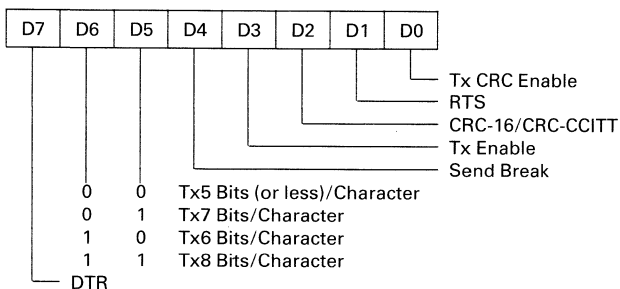 D7 D6 D5 D4 D3 D2 D1 D0
Tx CRC Enable
RTS
CRC-16/CRC-CCITT
Tx Enable
Send Break
0 0 Tx5 Bits (or less)/Character
0 1 Tx7 Bits/Character
1 0 Tx6 Bits/Character
1 1 Tx8 Bits/Character
DTR